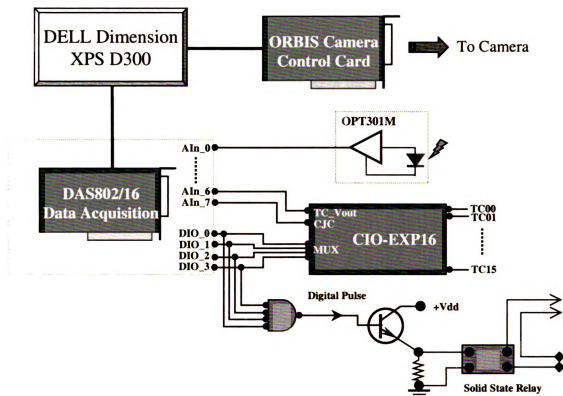 DELL Dimension
XPS D300
ORBIS Camera
Control Card
To Camera
OPT301M
AIn_0
DAS802/16
Data Acquisition
AIn_6
AIn_7
TC_Vout
CJC
CIO-EXP16
MUX
TC00
TC01
TC15
DIO_0
DIO_1
DIO_2
DIO_3
Digital Pulse
+Vdd
Solid State Relay